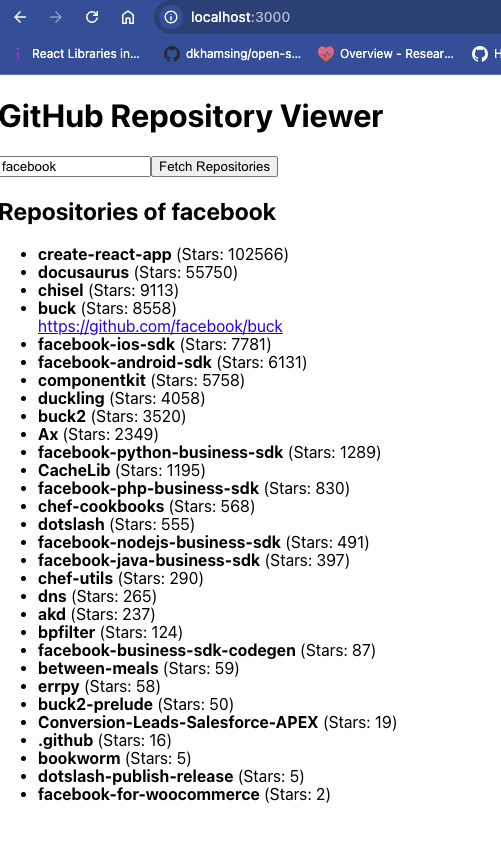 localhost:3000
React Libraries in...
dkhamsing/open-s...
Overview - Resear...
H
GitHub Repository Viewer
facebook
Fetch Repositories
Repositories of facebook
create-react-app (Stars: 102566)
docusaurus (Stars: 55750)
chisel (Stars: 9113)
buck (Stars: 8558)
https://github.com/facebook/buck
facebook-ios-sdk (Stars: 7781)
facebook-android-sdk (Stars: 6131)
componentkit (Stars: 5758)
duckling (Stars: 4058)
buck2 (Stars: 3520)
Ax (Stars: 2349)
facebook-python-business-sdk (Stars: 1289)
CacheLib (Stars: 1195)
facebook-php-business-sdk (Stars: 830)
chef-cookbooks (Stars: 568)
dotslash (Stars: 555)
facebook-nodejs-business-sdk (Stars: 491)
facebook-java-business-sdk (Stars: 397)
chef-utils (Stars: 290)
dns (Stars: 265)
akd (Stars: 237)
bpfilter (Stars: 124)
facebook-business-sdk-codegen (Stars: 87)
between-meals (Stars: 59)
errpy (Stars: 58)
buck2-prelude (Stars: 50)
Conversion-Leads-Salesforce-APEX (Stars: 19)
.github (Stars: 16)
bookworm (Stars: 5)
dotslash-publish-release (Stars: 5)
facebook-for-woocommerce (Stars: 2)